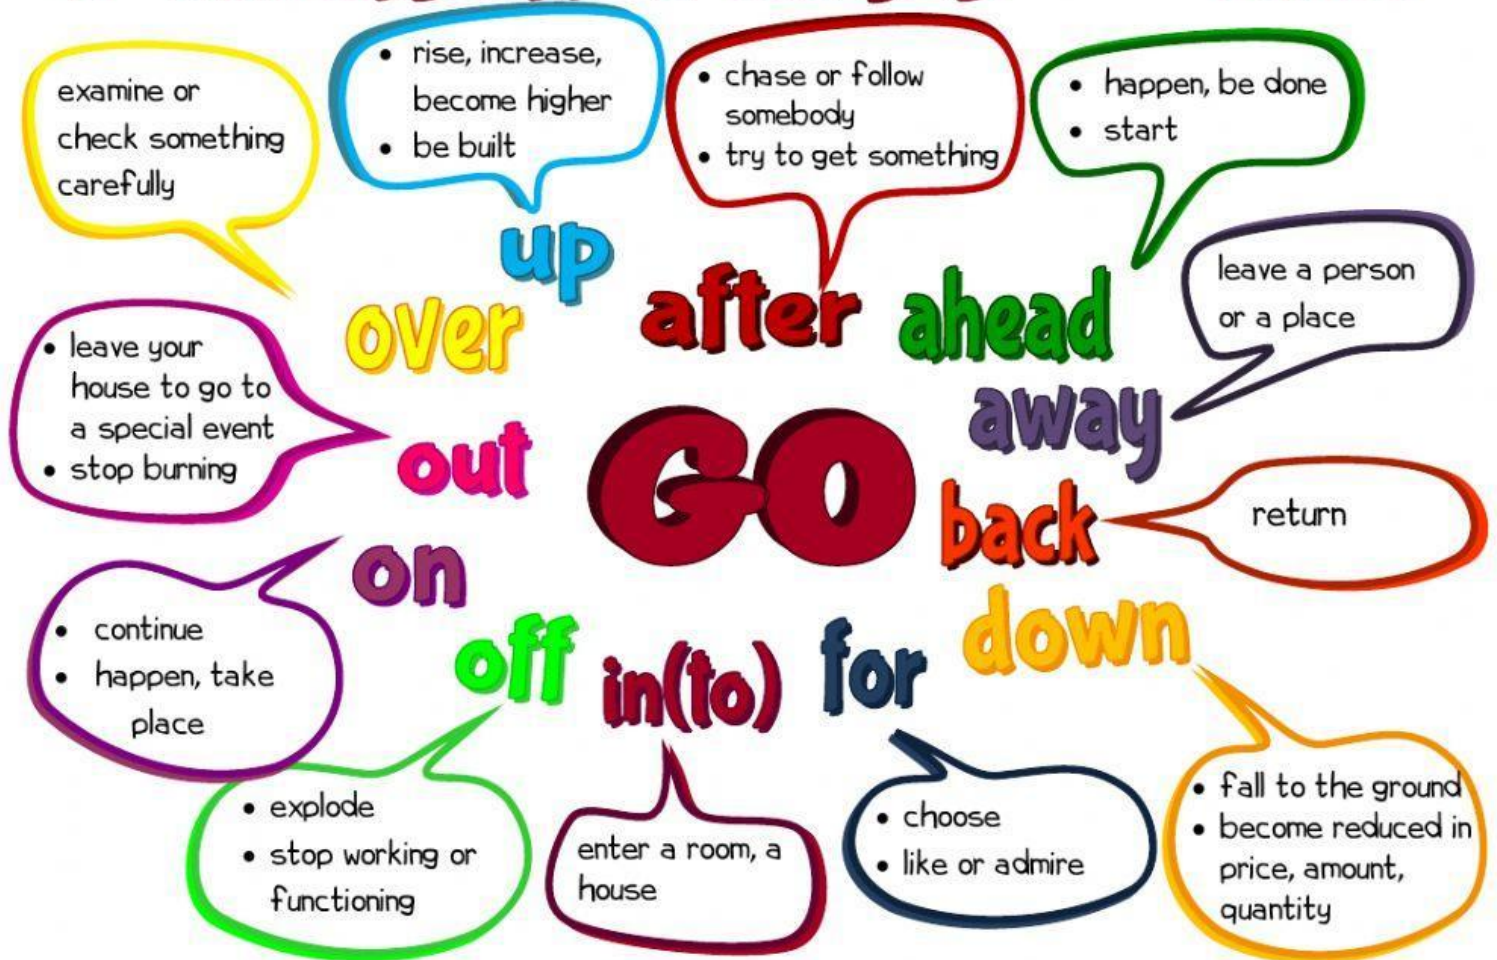 examine or
check something
carefully
• rise, increase,
become higher
• be built
• chase or follow
somebody
• try to get something
• happen, be done
• start
up
over
after
ahead
leave a person
or a place
away
• leave your
house to go to
a special event
• stop burning
out
GO
back
return
on
• continue
• happen, take
place
off
in(to)
for
down
• explode
• stop working or
functioning
enter a room, a
house
• choose
• like or admire
• fall to the ground
• become reduced in
price, amount,
quantity